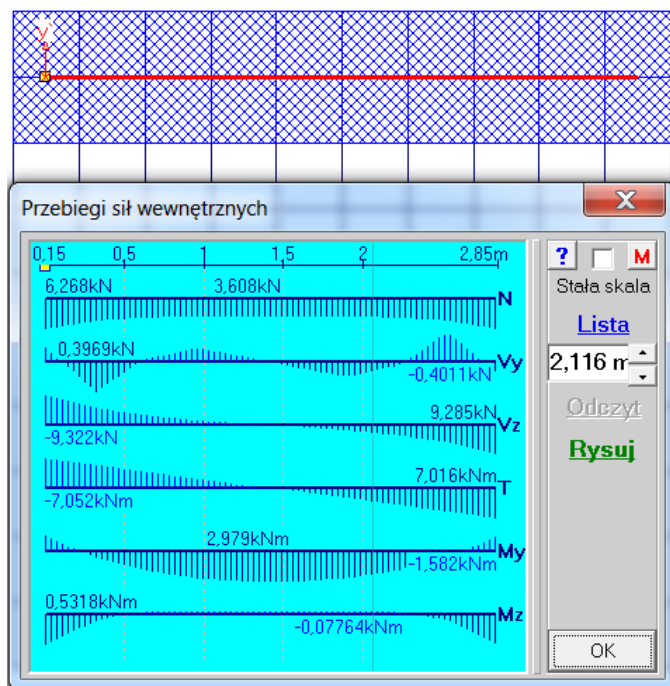 y
Przebiegi sił wewnętrznych
X
0,15 0,5 1 1,5 2 2,85m
6,268kN 3,608kN N
0,3969kN -0,4011kN Vy
-9,322kN 9,285kN Vz
-7,052kNm 7,016kNm T
2,979kNm -1,582kNm My
0,5318kNm -0,07764kNm Mz
? M
Stała skala
Lista
2,116 m
Odczyt
Rysuj
OK